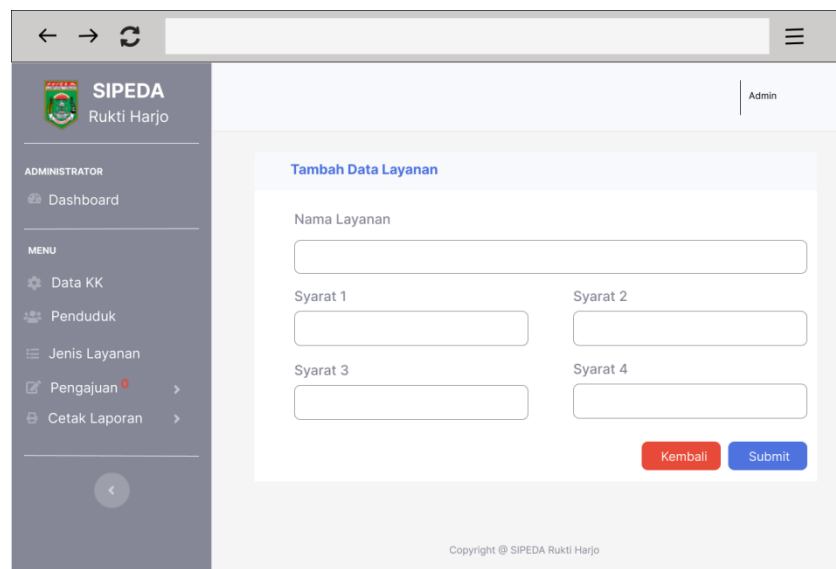 SIPEDA
Rukti Harjo
Admin
ADMINISTRATOR
Dashboard
MENU
Data KK
Penduduk
Jenis Layanan
Pengajuan 0
Cetak Laporan
Tambah Data Layanan
Nama Layanan
Syarat 1
Syarat 2
Syarat 3
Syarat 4
Kembali
Submit
Copyright @ SIPEDA Rukti Harjo